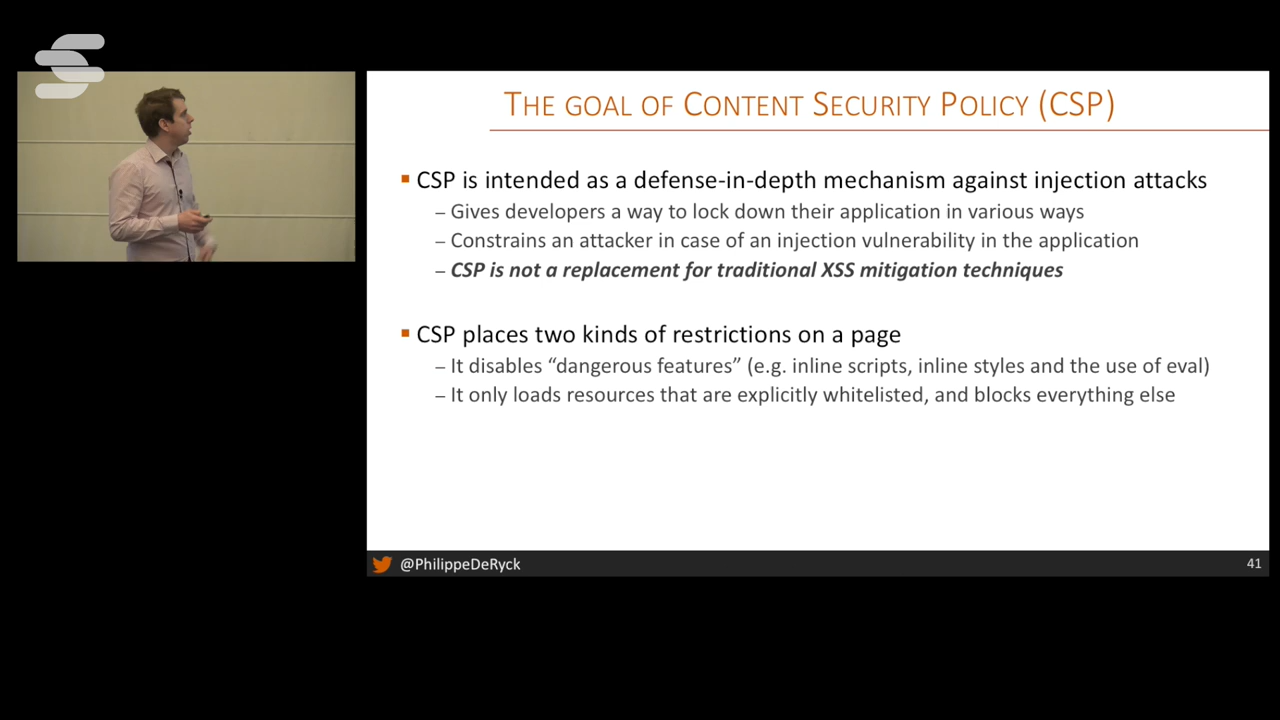 THE GOAL OF CONTENT SECURITY POLICY (CSP)
▪ CSP is intended as a defense-in-depth mechanism against injection attacks
– Gives developers a way to lock down their application in various ways
– Constrains an attacker in case of an injection vulnerability in the application
– CSP is not a replacement for traditional XSS mitigation techniques
▪ CSP places two kinds of restrictions on a page
– It disables “dangerous features” (e.g. inline scripts, inline styles and the use of eval)
– It only loads resources that are explicitly whitelisted, and blocks everything else
@PhilippeDeRyck
41